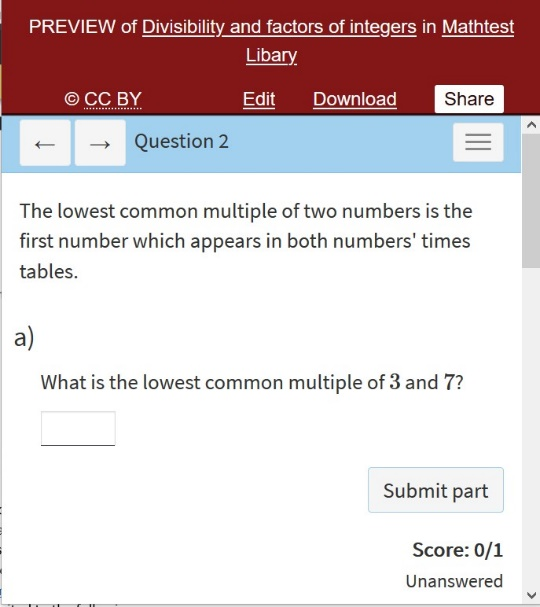 PREVIEW of Divisibility and factors of integers in Mathtest
Libary
© CC BY Edit Download Share
← → Question 2
The lowest common multiple of two numbers is the
first number which appears in both numbers' times
tables.
a)
What is the lowest common multiple of 3 and 7?
Submit part
Score: 0/1
Unanswered